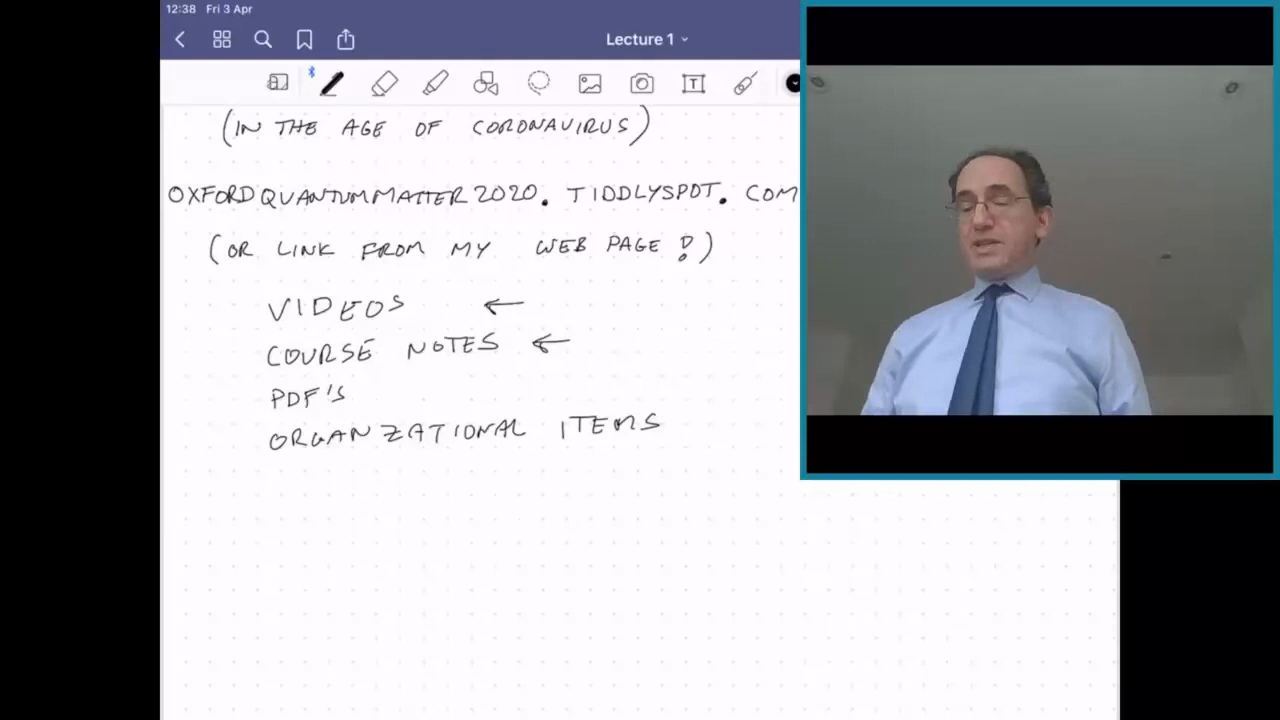 12:38 Fri 3 Apr
Lecture 1
T
(IN THE AGE OF CORONAVIRUS)
OXFORDQUANTUMMATTER2020. TIDDLYSPOT. COM
(OR LINK FROM MY WEB PAGE!)
VIDEOS ←
COURSE NOTES ←
PDF'S
ORGANZATIONAL ITEMS